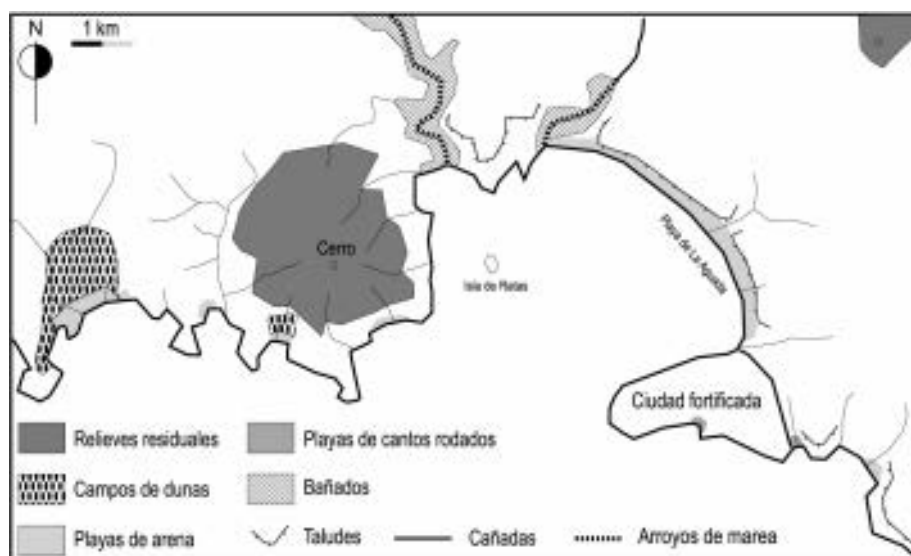 N
1 km
Cerro
Isla de Platas
Playa de La Aguada
Ciudad fortificada
Relieves residuales
Playas de cantos rodados
Campos de dunas
Bañados
Playas de arena
Taludes
Cañadas
Arroyos de marea